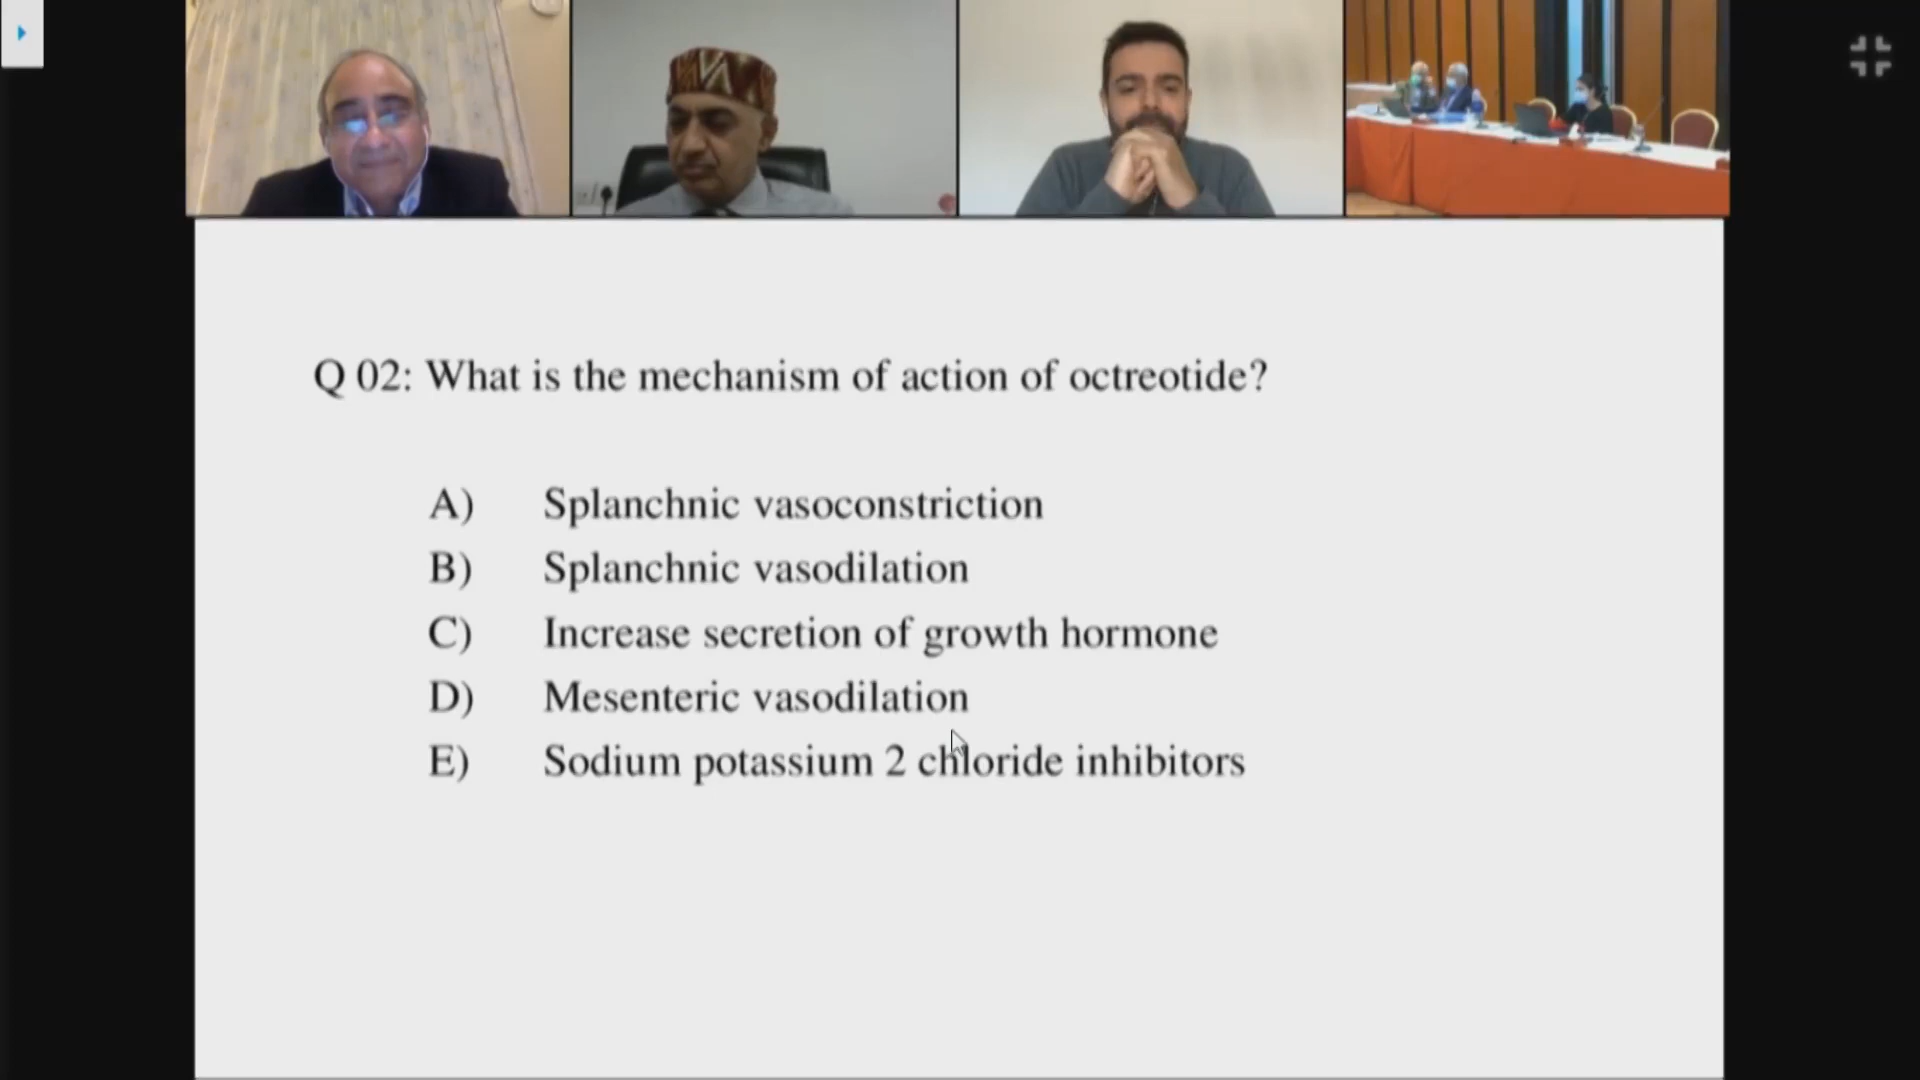 Q 02: What is the mechanism of action of octreotide?
A) Splanchnic vasoconstriction
B) Splanchnic vasodilation
C) Increase secretion of growth hormone
D) Mesenteric vasodilation
E) Sodium potassium 2 chloride inhibitors